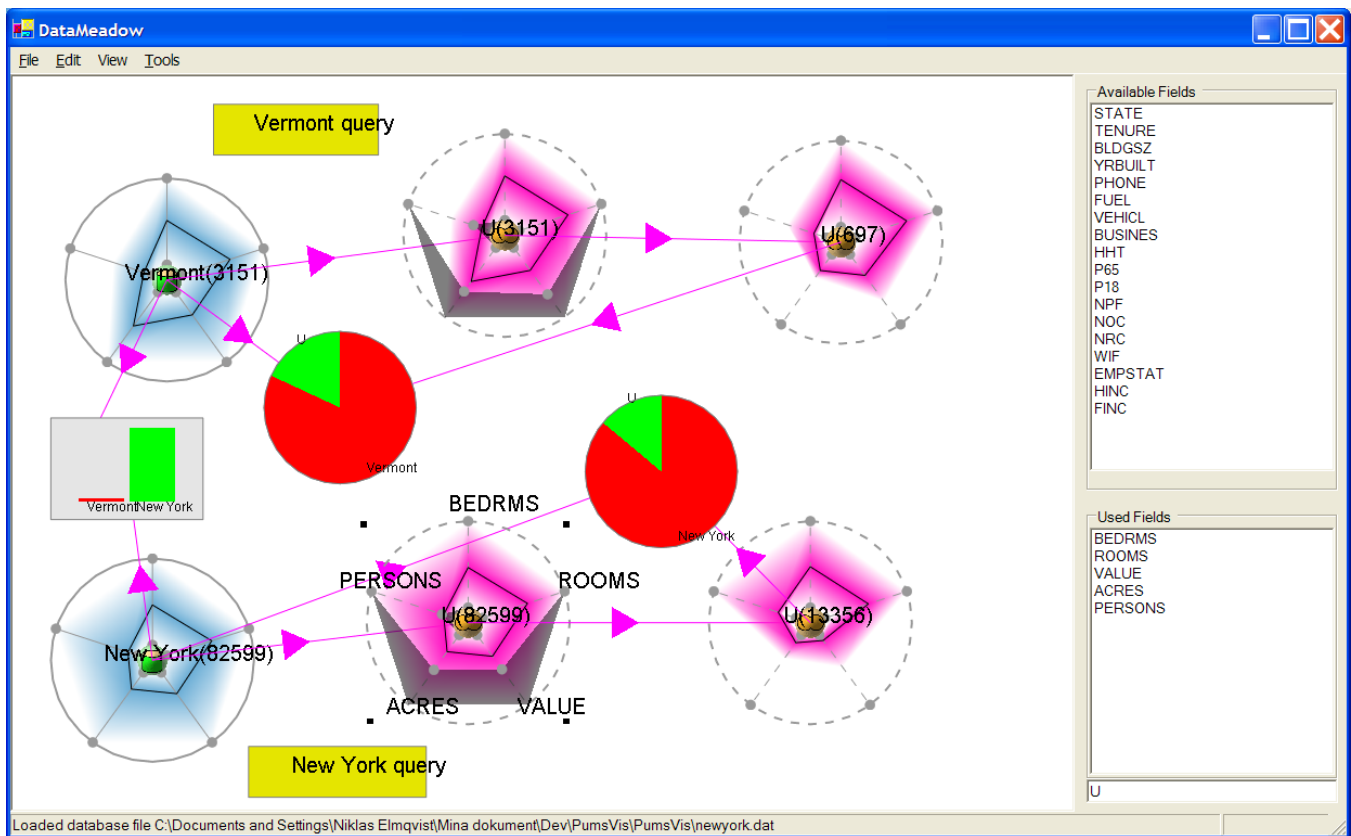 DataMeadow
File Edit View Tools
Vermont query
Vermont(3151)
U(3151)
U(697)
U
Vermont
VermontNew York
U
New York
BEDRMS
PERSONS
ROOMS
U(82599)
ACRES
VALUE
New York(82599)
U(13356)
New York query
Available Fields
STATE
TENURE
BLDGSZ
YRBUILT
PHONE
FUEL
VEHICL
BUSINES
HHT
P65
P18
NPF
NOC
NRC
WIF
EMPSTAT
HINC
FINC
Used Fields
BEDRMS
ROOMS
VALUE
ACRES
PERSONS
U
Loaded database file C:\Documents and Settings\Niklas Elmqvist\Mina dokument\Dev\PumsVis\PumsVis\newyork.dat